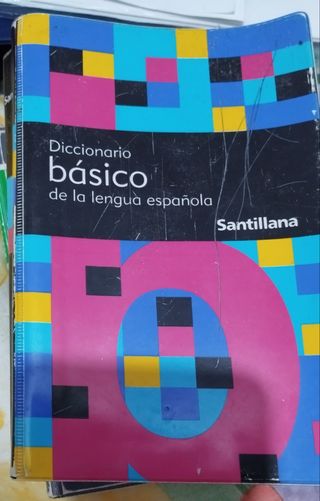 Diccionario
básico
de la lengua española
Santillana